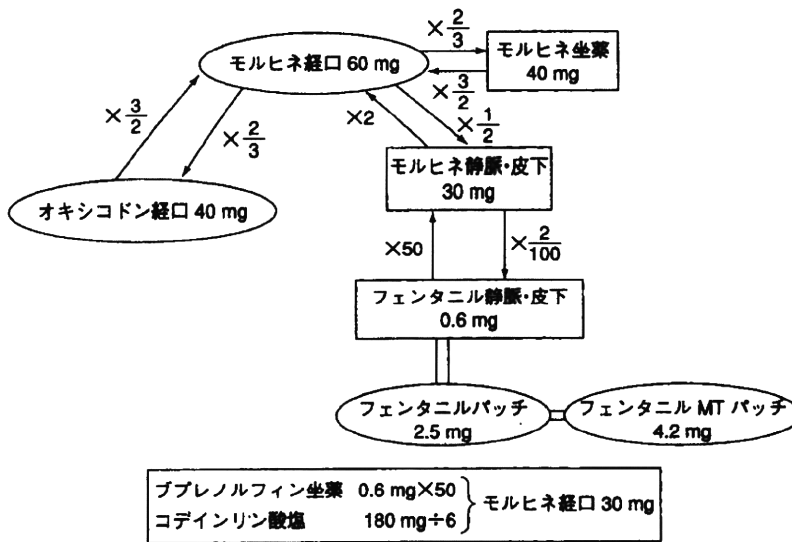 ×2/3
モルヒネ経口 60 mg
モルヒネ坐薬
40 mg
×3/2
×3/2
×2/3
×2
×1/2
モルヒネ静脈・皮下
30 mg
オキシコドン経口 40 mg
×50
×2/100
フェンタニル静脈・皮下
0.6 mg
フェンタニルパッチ
2.5 mg
フェンタニル MT パッチ
4.2 mg
ブプレノルフィン坐薬 0.6 mg×50
コデインリン酸塩 180 mg÷6
モルヒネ経口 30 mg